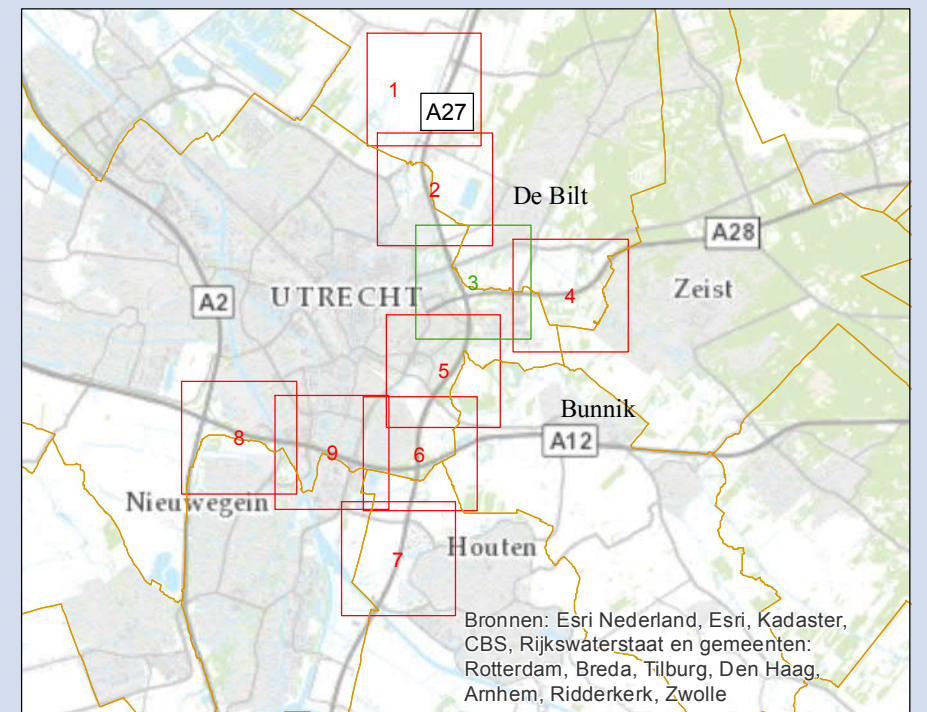 1
A27
2
De Bilt
A28
3
4
Zeist
A2
UTRECHT
5
Bunnik
A12
8
9
6
Nieuwegein
Houten
7
Bronnen: Esri Nederland, Esri, Kadaster,
CBS, Rijkswaterstaat en gemeenten:
Rotterdam, Breda, Tilburg, Den Haag,
Arnhem, Ridderkerk, Zwolle